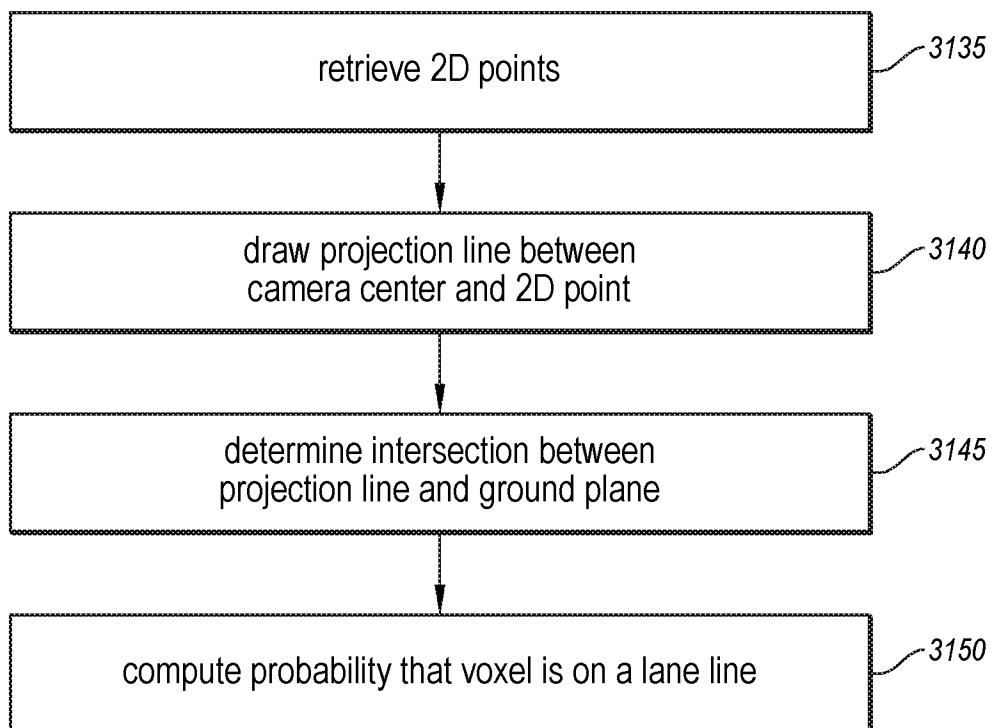 retrieve 2D points
3135
draw projection line between
camera center and 2D point
3140
determine intersection between
projection line and ground plane
3145
compute probability that voxel is on a lane line
3150